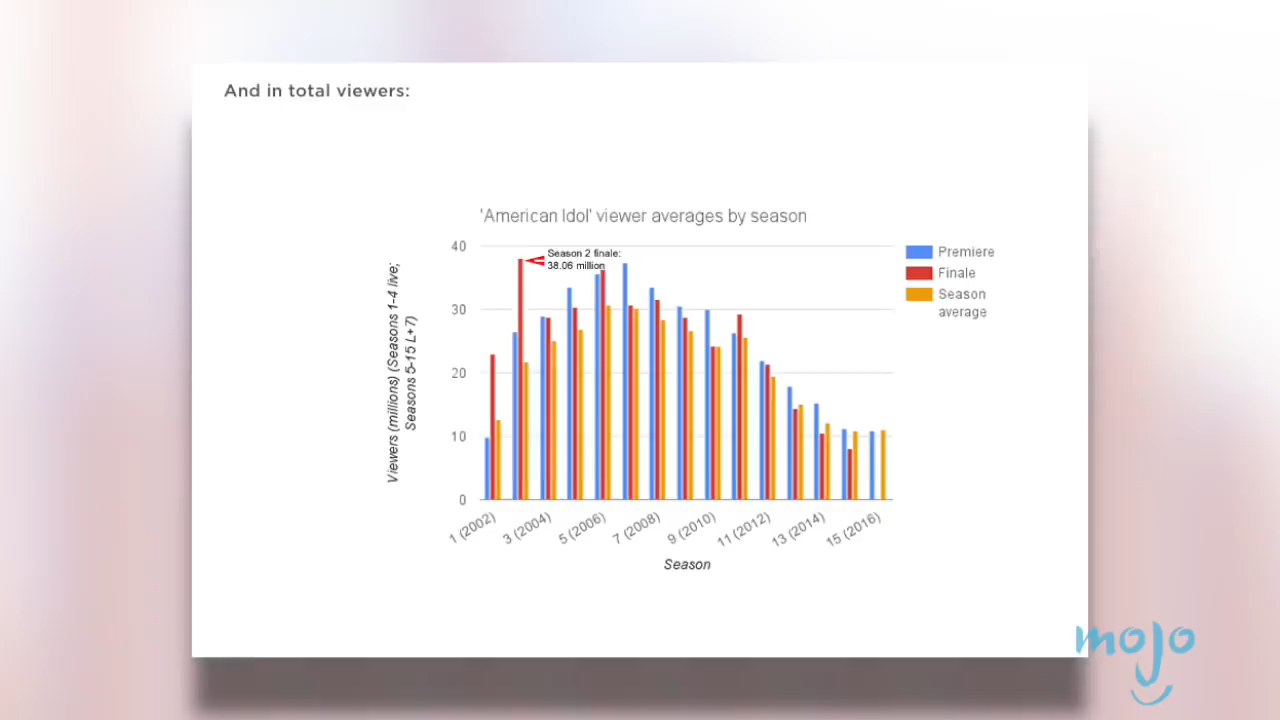 And in total viewers:
'American Idol' viewer averages by season
40
30
20
10
0
Season 2 finale:
38.06 million
Premiere
Finale
Season
average
Viewers (millions) (Seasons 1-4 live;
Seasons 5-15 L+7)
1 (2002)
3 (2004)
5 (2006)
7 (2008)
9 (2010)
11 (2012)
13 (2014)
15 (2016)
Season
mojo